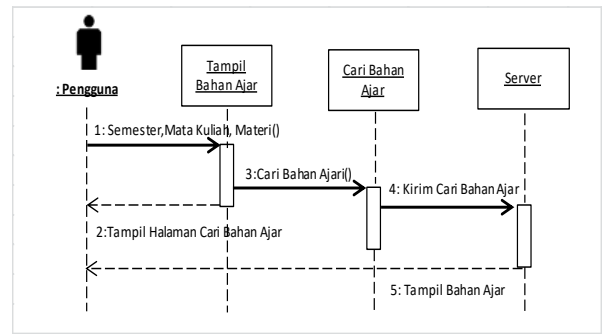 : Pengguna
Tampil
Bahan Ajar
Cari Bahan
Ajar
Server
1: Semester,Mata Kuliah, Materi()
3:Cari Bahan Ajari()
4: Kirim Cari Bahan Ajar
2:Tampil Halaman Cari Bahan Ajar
5: Tampil Bahan Ajar